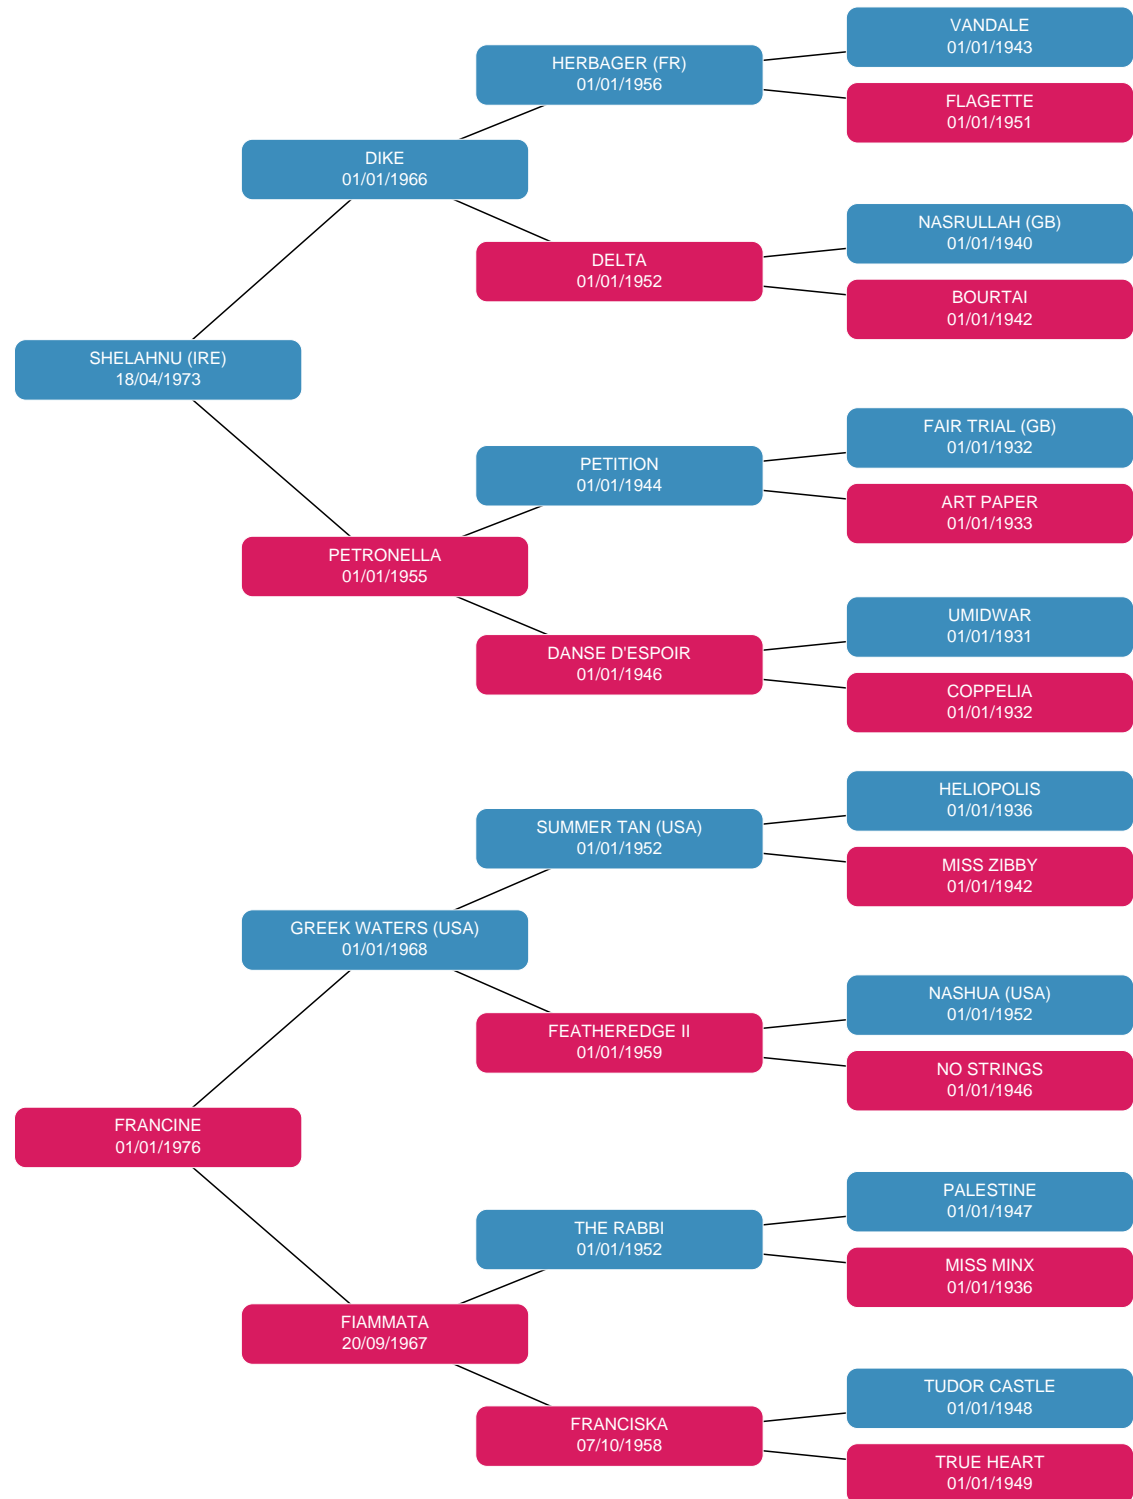 VANDALE
01/01/1943
HERBAGER (FR)
01/01/1956
FLAGETTE
01/01/1951
DIKE
01/01/1966
NASRULLAH (GB)
01/01/1940
DELTA
01/01/1952
BOURTAI
01/01/1942
SHELAHNU (IRE)
18/04/1973
FAIR TRIAL (GB)
01/01/1932
PETITION
01/01/1944
ART PAPER
01/01/1933
PETRONELLA
01/01/1955
UMIDWAR
01/01/1931
DANSE D'ESPOIR
01/01/1946
COPPELIA
01/01/1932
HELIOPOLIS
01/01/1936
SUMMER TAN (USA)
01/01/1952
MISS ZIBBY
01/01/1942
GREEK WATERS (USA)
01/01/1968
NASHUA (USA)
01/01/1952
FEATHEREDGE II
01/01/1959
NO STRINGS
01/01/1946
FRANCINE
01/01/1976
PALESTINE
01/01/1947
THE RABBI
01/01/1952
MISS MINX
01/01/1936
FIAMMATA
20/09/1967
TUDOR CASTLE
01/01/1948
FRANCISKA
07/10/1958
TRUE HEART
01/01/1949